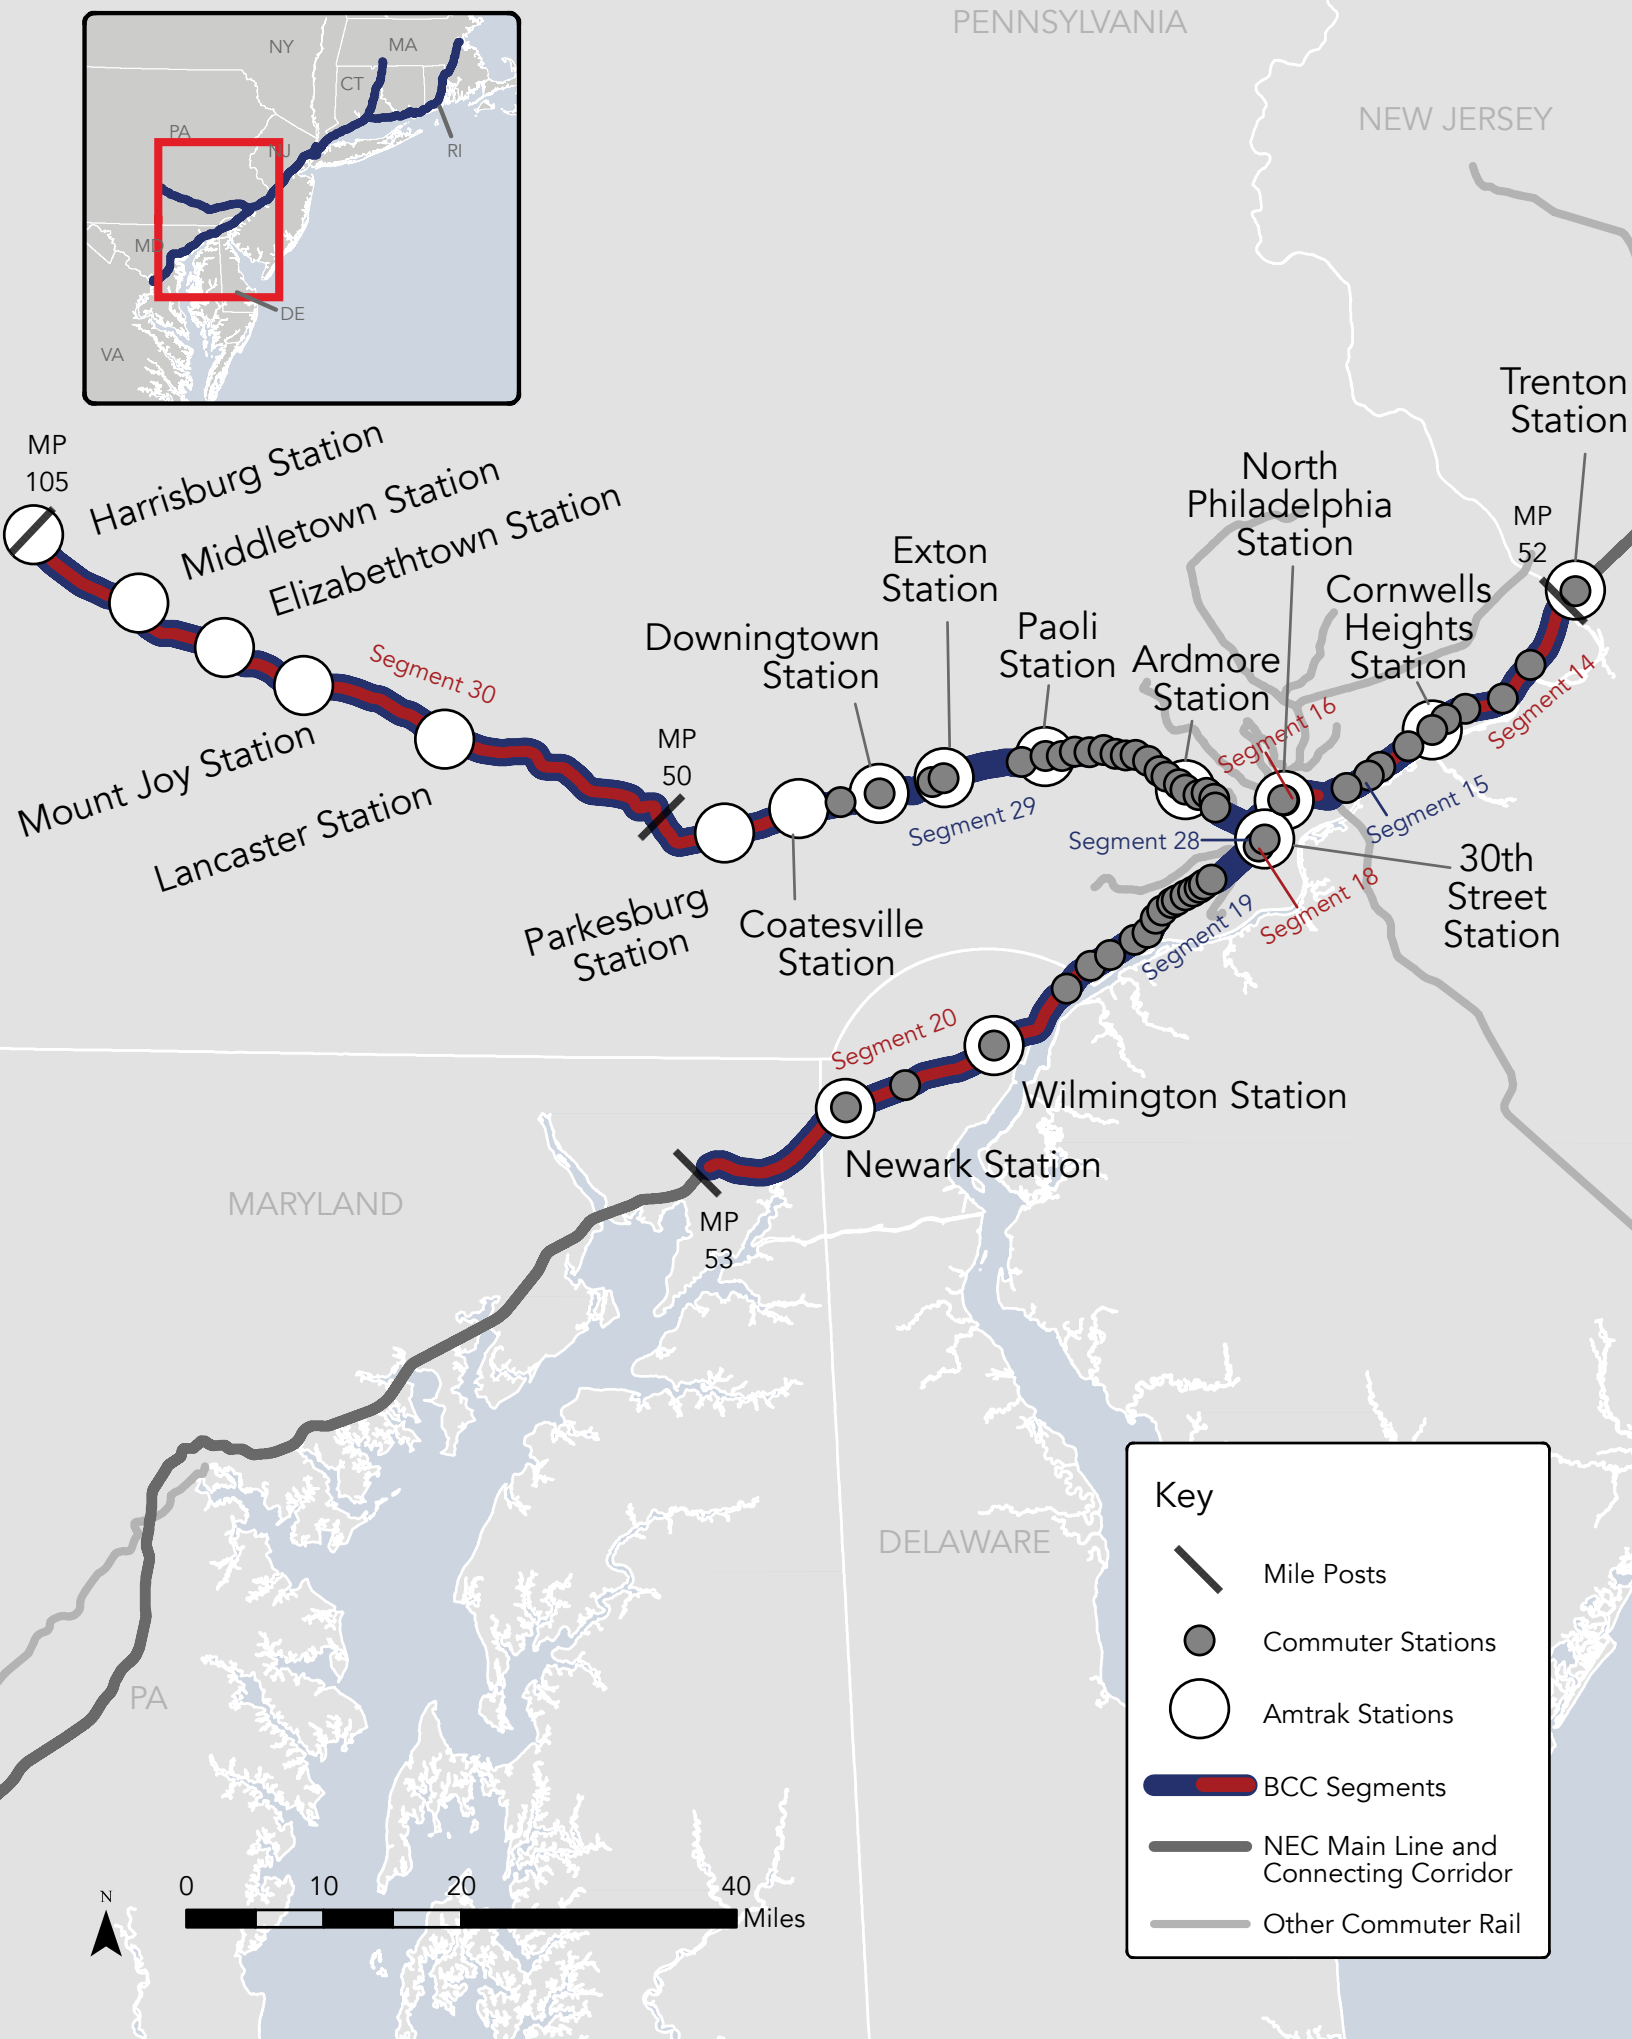 PENNSYLVANIA
NY
MA
CT
NEW JERSEY
PA
NJ
RI
MD
DE
VA
Trenton
Station
MP
105
Harrisburg Station
Middletown Station
Elizabethtown Station
North
Philadelphia
Station
MP
52
Exton
Station
Cornwells
Heights
Station
Paoli
Station
Downingtown
Station
Ardmore
Station
Segment 30
Segment 14
Segment 16
Mount Joy Station
MP
50
Lancaster Station
Segment 29
Segment 15
Segment 28
30th
Street
Station
Segment 18
Segment 19
Parkesburg
Station
Coatesville
Station
Segment 20
Wilmington Station
Newark Station
MARYLAND
MP
53
DELAWARE
PA
Key
Mile Posts
Commuter Stations
Amtrak Stations
BCC Segments
NEC Main Line and
Connecting Corridor
Other Commuter Rail
N
0 10 20 40
Miles